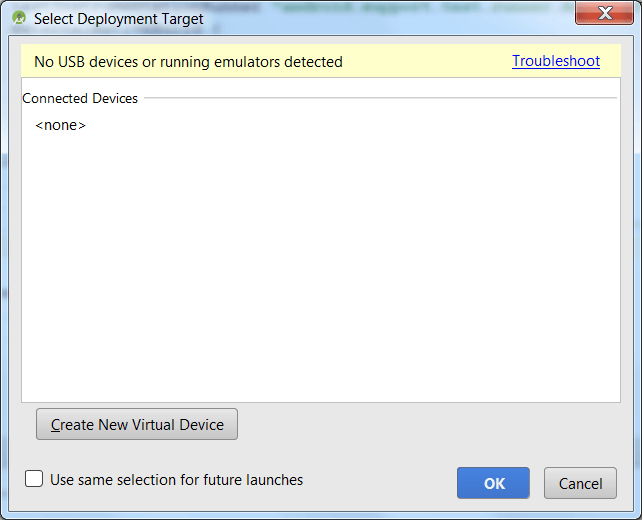 Select Deployment Target
No USB devices or running emulators detected Troubleshoot
Connected Devices
<none>
Create New Virtual Device
Use same selection for future launches
OK Cancel